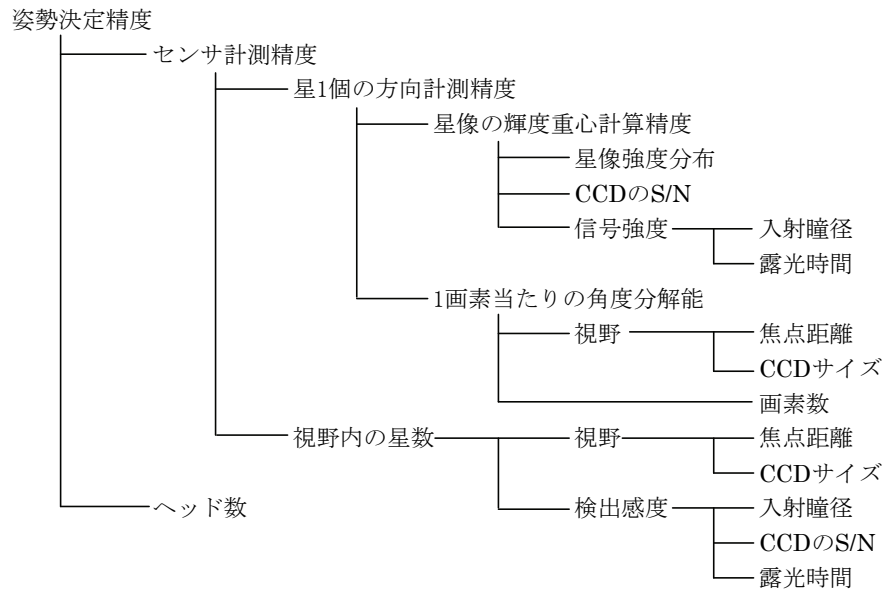 姿勢決定精度
センサ計測精度
星1個の方向計測精度
星像の輝度重心計算精度
星像強度分布
CCDのS/N
信号強度
入射瞳径
露光時間
1画素当たりの角度分解能
視野
焦点距離
CCDサイズ
画素数
視野内の星数
視野
焦点距離
CCDサイズ
ヘッド数
検出感度
入射瞳径
CCDのS/N
露光時間